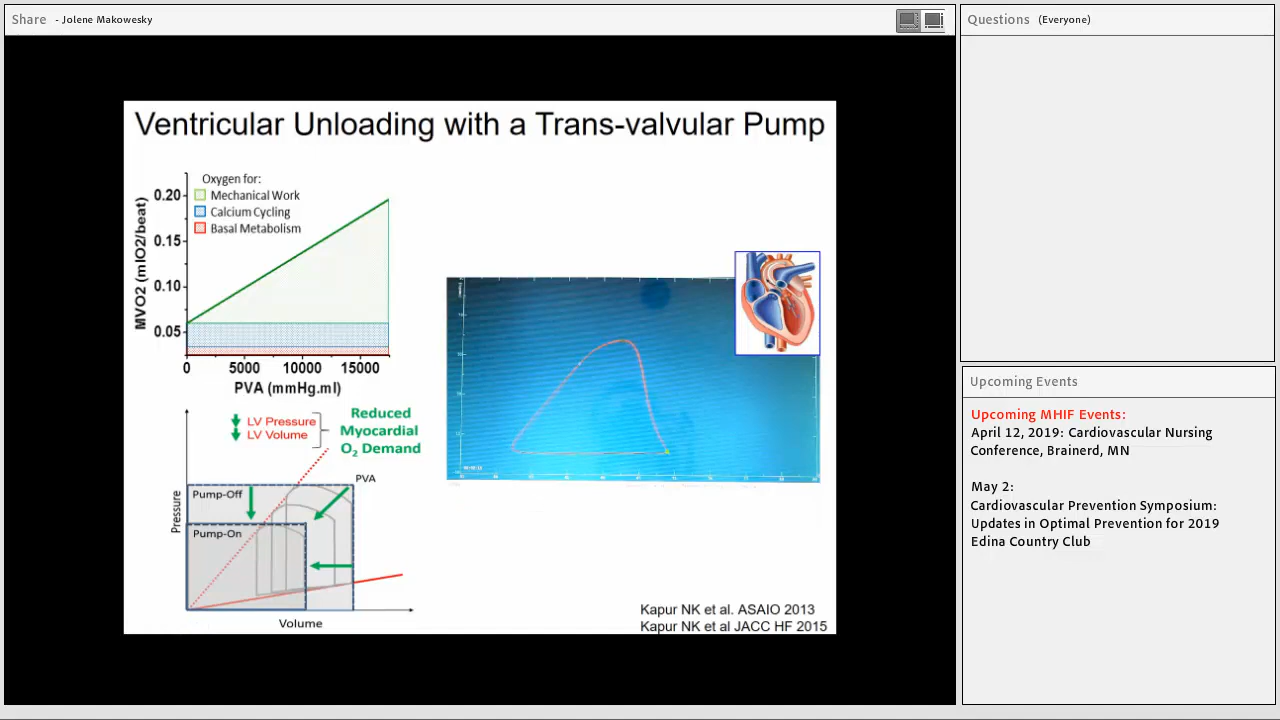 Share - Jolene Makowesky
Ventricular Unloading with a Trans-valvular Pump
Oxygen for:
Mechanical Work
Calcium Cycling
Basal Metabolism
MVO2 (mlO2/beat)
0.20
0.15
0.10
0.05
0 5000 10000 15000
PVA (mmHg.ml)
LV Pressure
LV Volume
Reduced
Myocardial
O2 Demand
PVA
Pump-Off
Pump-On
Pressure
Volume
Kapur NK et al. ASAIO 2013
Kapur NK et al JACC HF 2015
Questions (Everyone)
Upcoming Events
Upcoming MHIF Events:
April 12, 2019: Cardiovascular Nursing
Conference, Brainerd, MN
May 2:
Cardiovascular Prevention Symposium:
Updates in Optimal Prevention for 2019
Edina Country Club